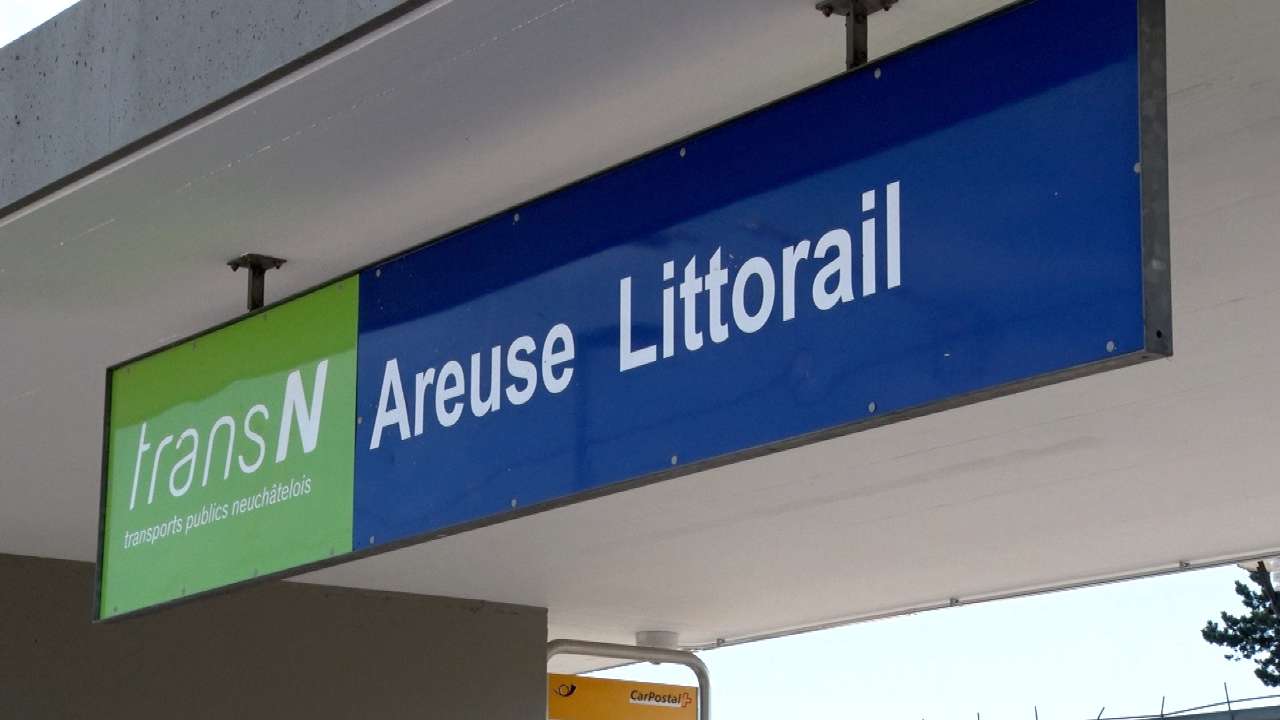 transN
transports publics neuchâtelois
Areuse Littorail
CarPostal